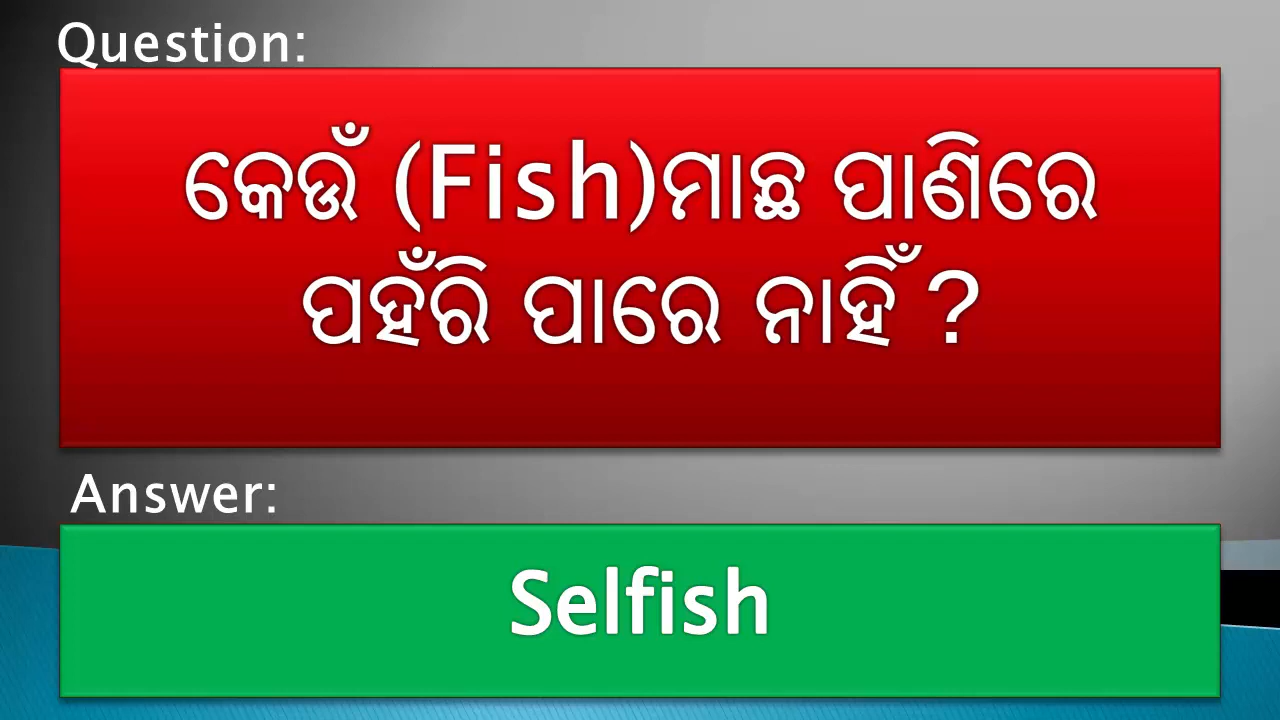 Question:
କେଉଁ (Fish)ମାଛ ପାଣିରେ
ପହଁରି ପାରେ ନାହିଁ ?
Answer:
Selfish